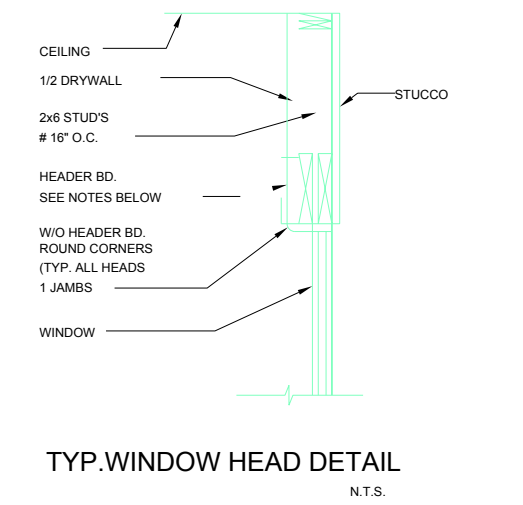 CEILING
1/2 DRYWALL
STUCCO
2x6 STUD'S
# 16" O.C.
HEADER BD.
SEE NOTES BELOW
W/O HEADER BD.
ROUND CORNERS
(TYP. ALL HEADS
1 JAMBS
WINDOW
TYP.WINDOW HEAD DETAIL
N.T.S.